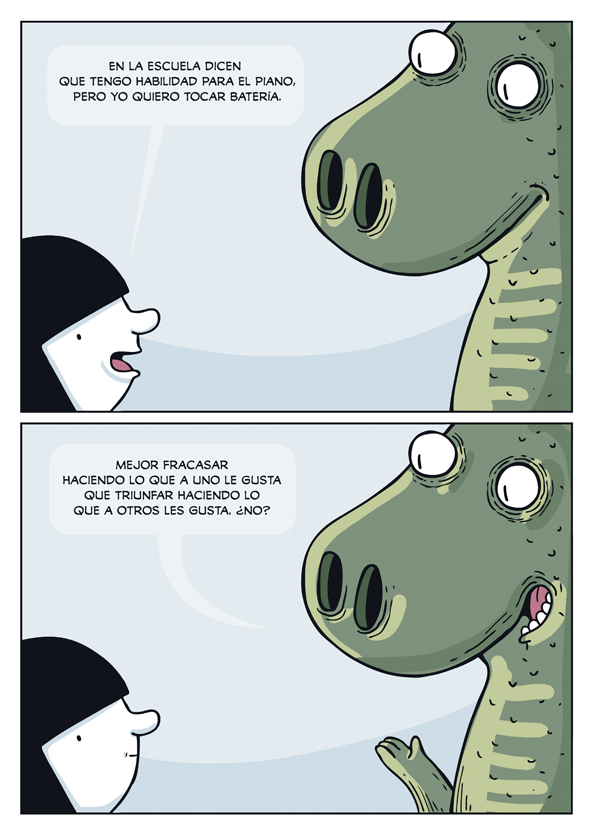 EN LA ESCUELA DICEN
QUE TENGO HABILIDAD PARA EL PIANO,
PERO YO QUIERO TOCAR BATERÍA.
MEJOR FRACASAR
HACIENDO LO QUE A UNO LE GUSTA
QUE TRIUNFAR HACIENDO LO
QUE A OTROS LES GUSTA. ¿NO?